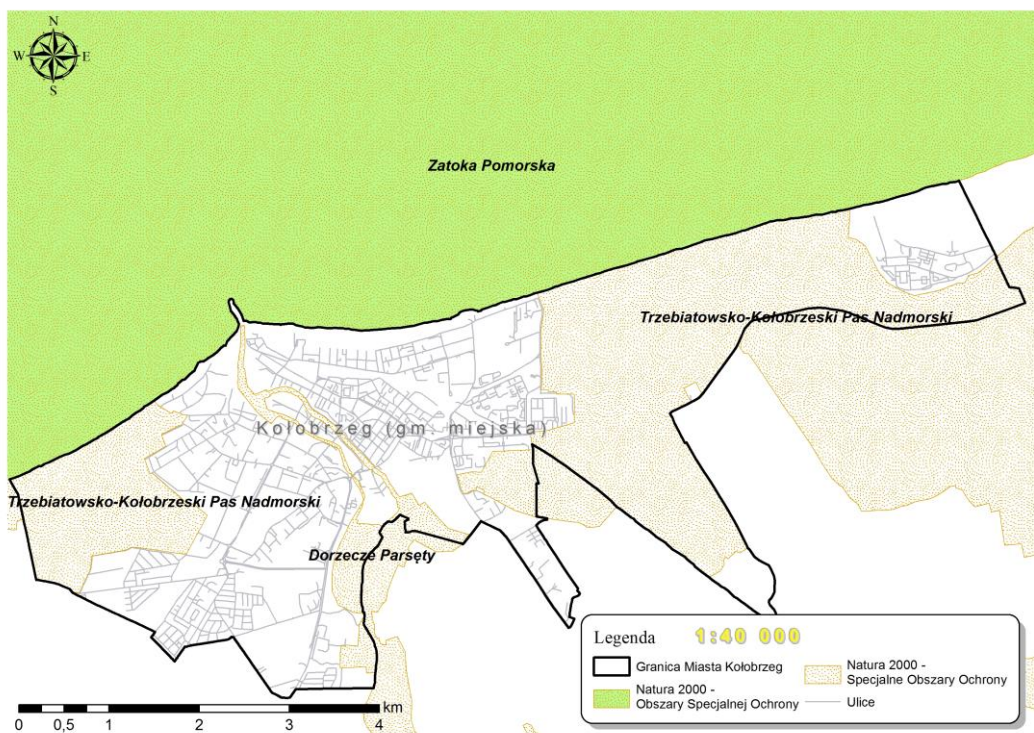 N
W E
S
Zatoka Pomorska
Trzebiatowsko-Kołobrzeski Pas Nadmorski
Kołobrzeg (gm. miejska)
Trzebiatowsko-Kołobrzeski Pas Nadmorski
Dorzecze Parsęty
Legenda 1:40 000
Granica Miasta Kołobrzeg
Natura 2000 -
Obszary Specjalnej Ochrony
Natura 2000 -
Specjalne Obszary Ochrony
Ulice
km
0 0,5 1 2 3 4